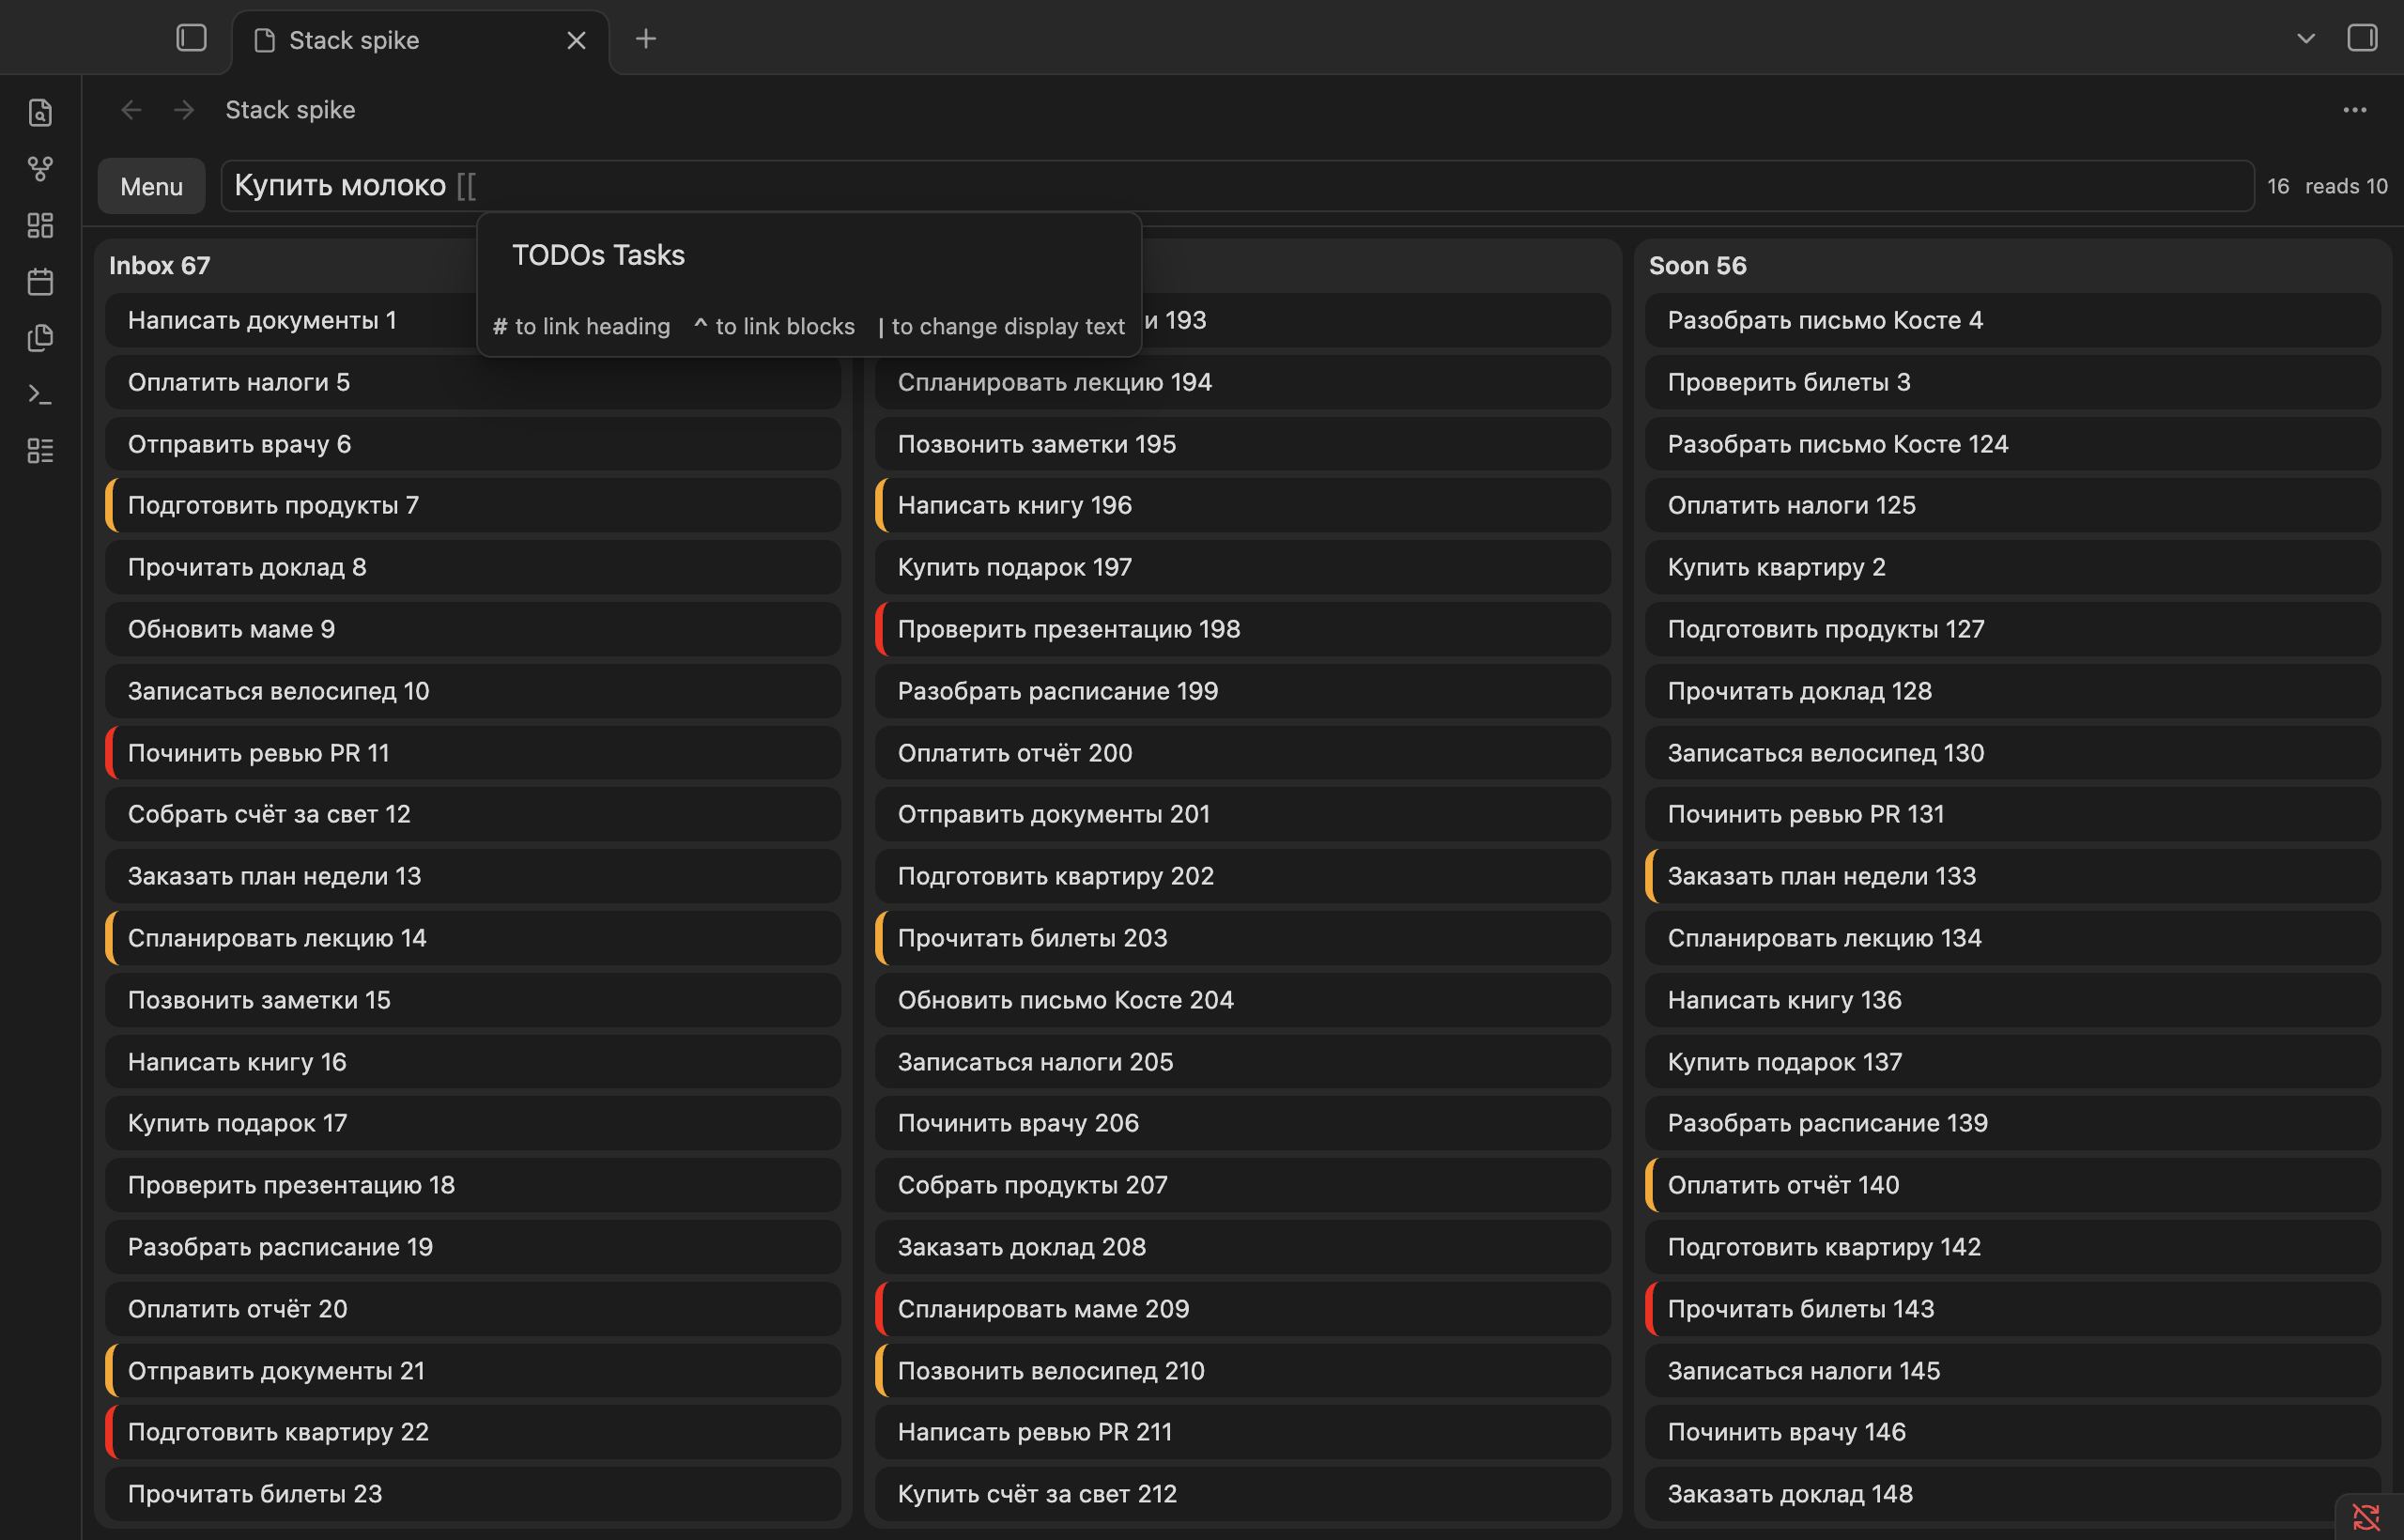 Stack spike
Stack spike
Menu
Купить молоко [[
16 reads 10
TODOs Tasks
# to link heading ^ to link blocks | to change display text
Inbox 67
Написать документы 1
Оплатить налоги 5
Отправить врачу 6
Подготовить продукты 7
Прочитать доклад 8
Обновить маме 9
Записаться велосипед 10
Починить ревью PR 11
Собрать счёт за свет 12
Заказать план недели 13
Спланировать лекцию 14
Позвонить заметки 15
Написать книгу 16
Купить подарок 17
Проверить презентацию 18
Разобрать расписание 19
Оплатить отчёт 20
Отправить документы 21
Подготовить квартиру 22
Прочитать билеты 23
и 193
Спланировать лекцию 194
Позвонить заметки 195
Написать книгу 196
Купить подарок 197
Проверить презентацию 198
Разобрать расписание 199
Оплатить отчёт 200
Отправить документы 201
Подготовить квартиру 202
Прочитать билеты 203
Обновить письмо Косте 204
Записаться налоги 205
Починить врачу 206
Собрать продукты 207
Заказать доклад 208
Спланировать маме 209
Позвонить велосипед 210
Написать ревью PR 211
Купить счёт за свет 212
Soon 56
Разобрать письмо Косте 4
Проверить билеты 3
Разобрать письмо Косте 124
Оплатить налоги 125
Купить квартиру 2
Подготовить продукты 127
Прочитать доклад 128
Записаться велосипед 130
Починить ревью PR 131
Заказать план недели 133
Спланировать лекцию 134
Написать книгу 136
Купить подарок 137
Разобрать расписание 139
Оплатить отчёт 140
Подготовить квартиру 142
Прочитать билеты 143
Записаться налоги 145
Починить врачу 146
Заказать доклад 148